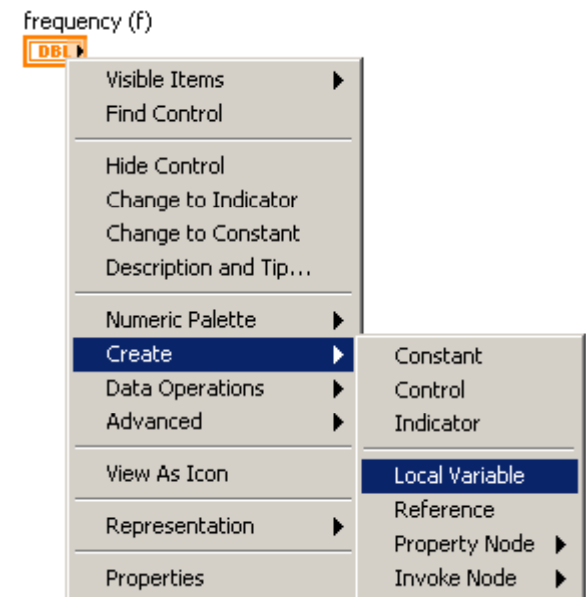 frequency (f)
DBL
Visible Items
Find Control
Hide Control
Change to Indicator
Change to Constant
Description and Tip...
Numeric Palette
Create
Data Operations
Advanced
View As Icon
Representation
Properties
Constant
Control
Indicator
Local Variable
Reference
Property Node
Invoke Node